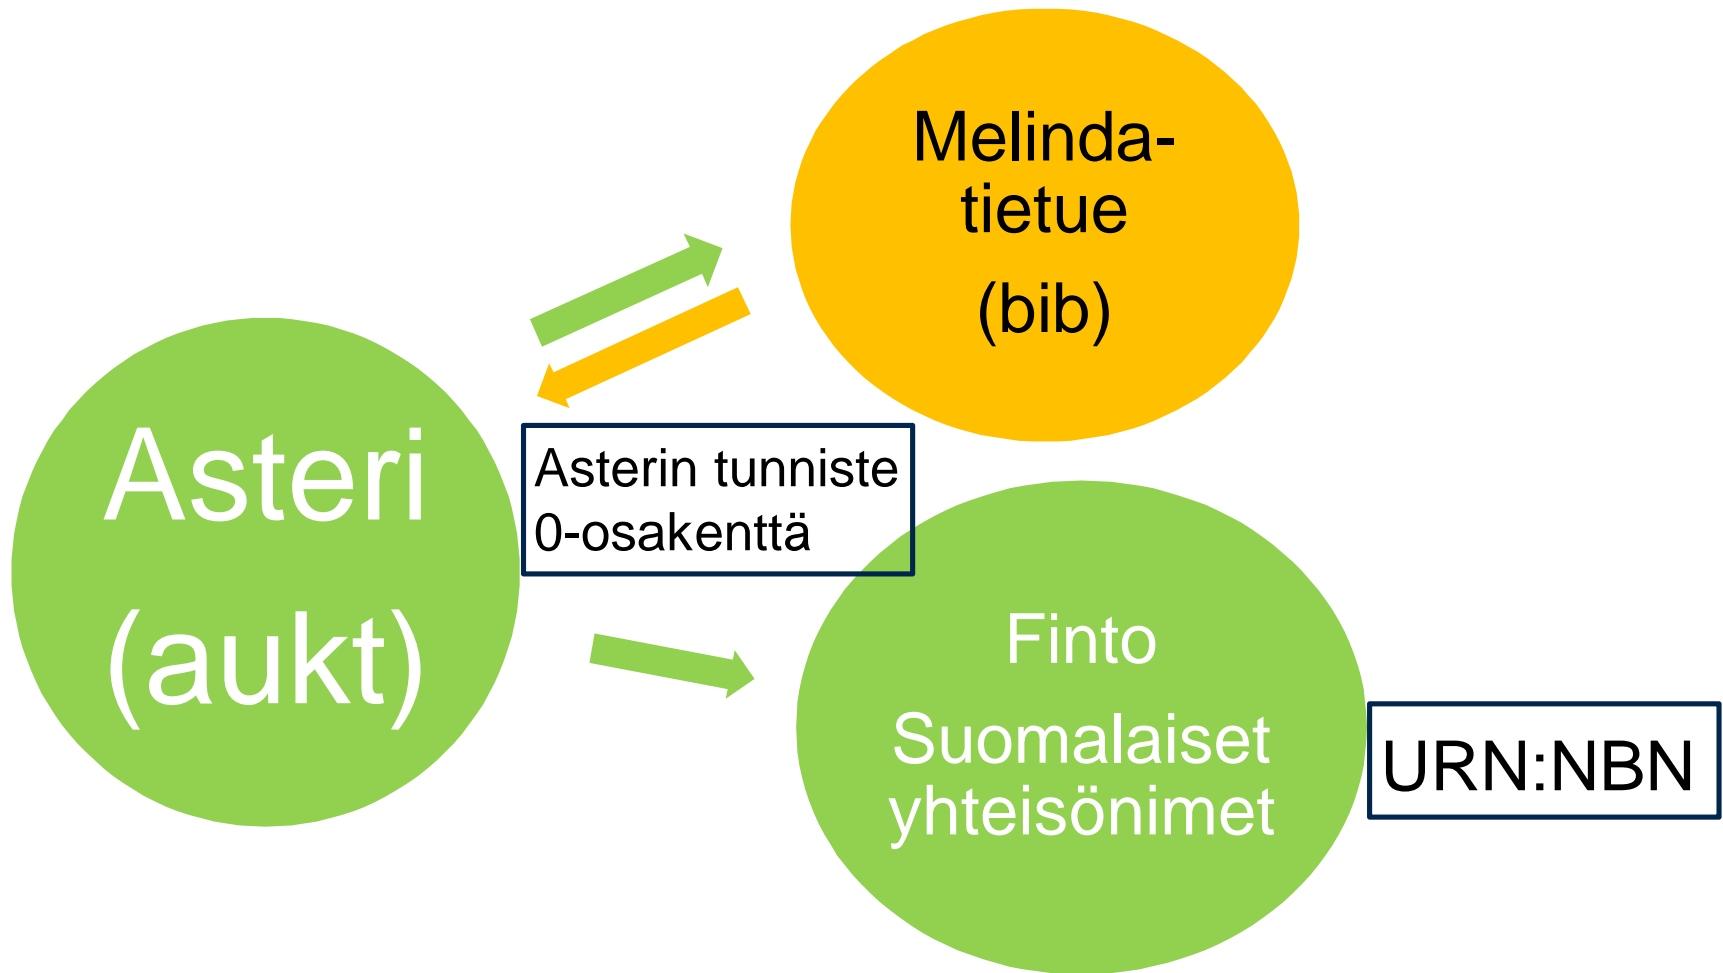 Melinda-
tietue
(bib)
Asteri
(aukt)
Asterin tunniste
0-osakenttä
Finto
Suomalaiset
yhteisönimet
URN:NBN